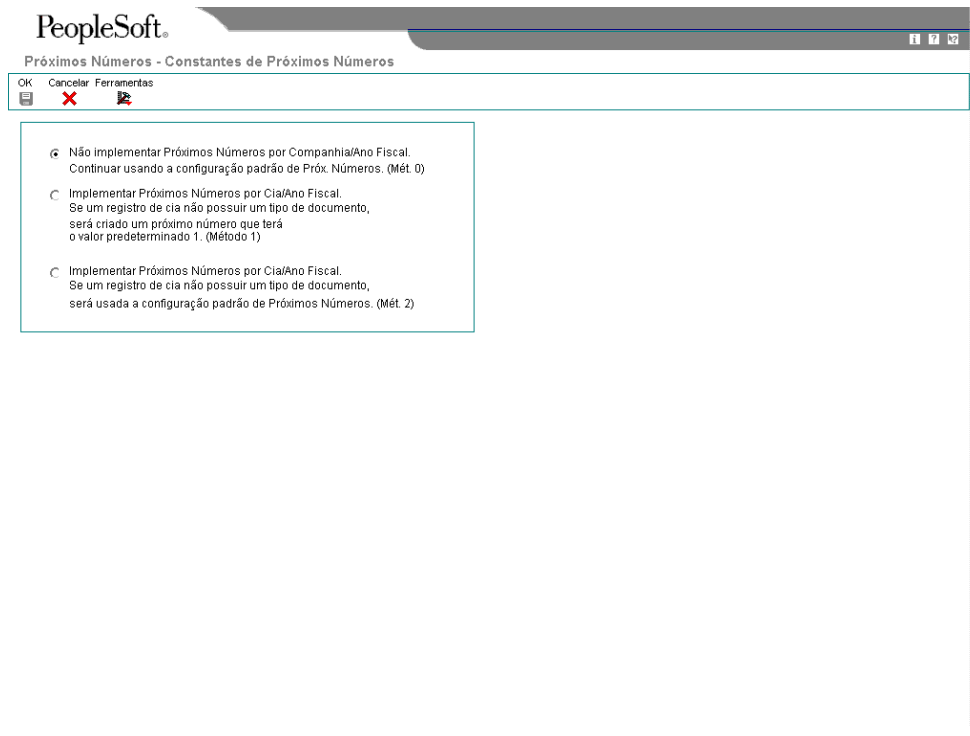 PeopleSoft®
Próximos Números - Constantes de Próximos Números
OK Cancelar Ferramentas
Não implementar Próximos Números por Companhia/Ano Fiscal.
Continuar usando a configuração padrão de Próx. Números. (Mét. 0)
Implementar Próximos Números por Cia/Ano Fiscal.
Se um registro de cia não possuir um tipo de documento,
será criado um próximo número que terá
o valor predeterminado 1. (Método 1)
Implementar Próximos Números por Cia/Ano Fiscal.
Se um registro de cia não possuir um tipo de documento,
será usada a configuração padrão de Próximos Números. (Mét. 2)